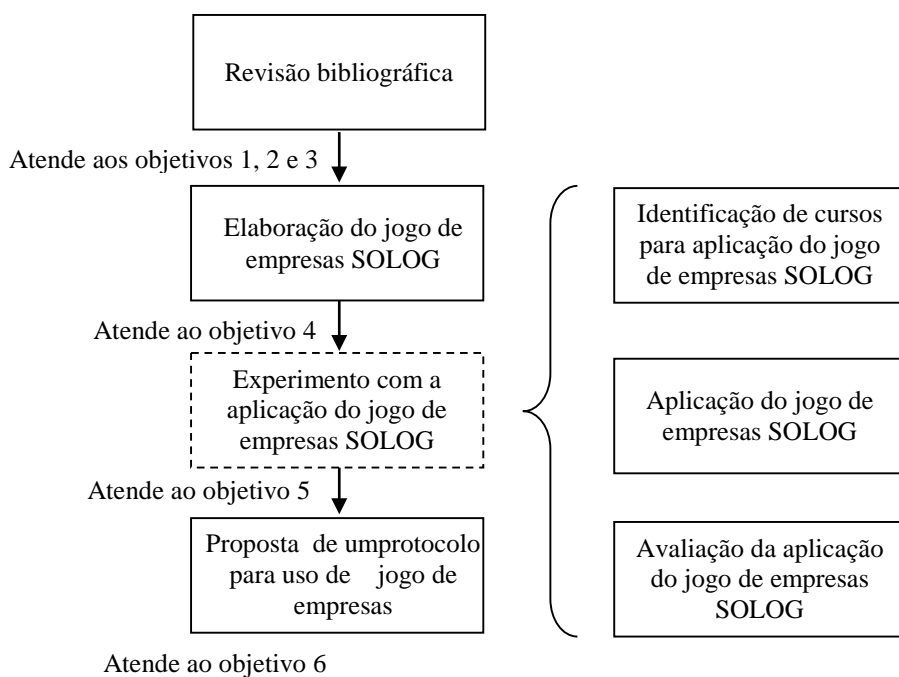 Revisão bibliográfica
Atende aos objetivos 1, 2 e 3
Elaboração do jogo de
empresas SOLOG
Atende ao objetivo 4
Experimento com a
aplicação do jogo de
empresas SOLOG
Atende ao objetivo 5
Proposta de umprotocolo
para uso de jogo de
empresas
Atende ao objetivo 6
Identificação de cursos
para aplicação do jogo
de empresas SOLOG
Aplicação do jogo de
empresas SOLOG
Avaliação da aplicação
do jogo de empresas
SOLOG